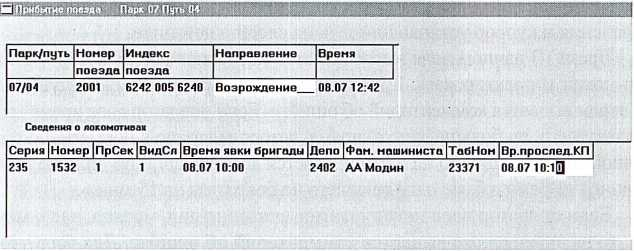 Прибытие поезда Парк 07 Путь 04
Парк/путь Номер Индекс Направление Время
поезда поезда
07/04 2001 6242 005 6240 Возрождение__ 08.07 12:42
Сведения о локомотивах
Серия Номер ПрСек ВидСл Время явки бригады Депо Фам. машиниста ТабНом Вр.прослед.КП
235 1532 1 1 08.07 10:00 2402 АА Модин 23371 08.07 10:10